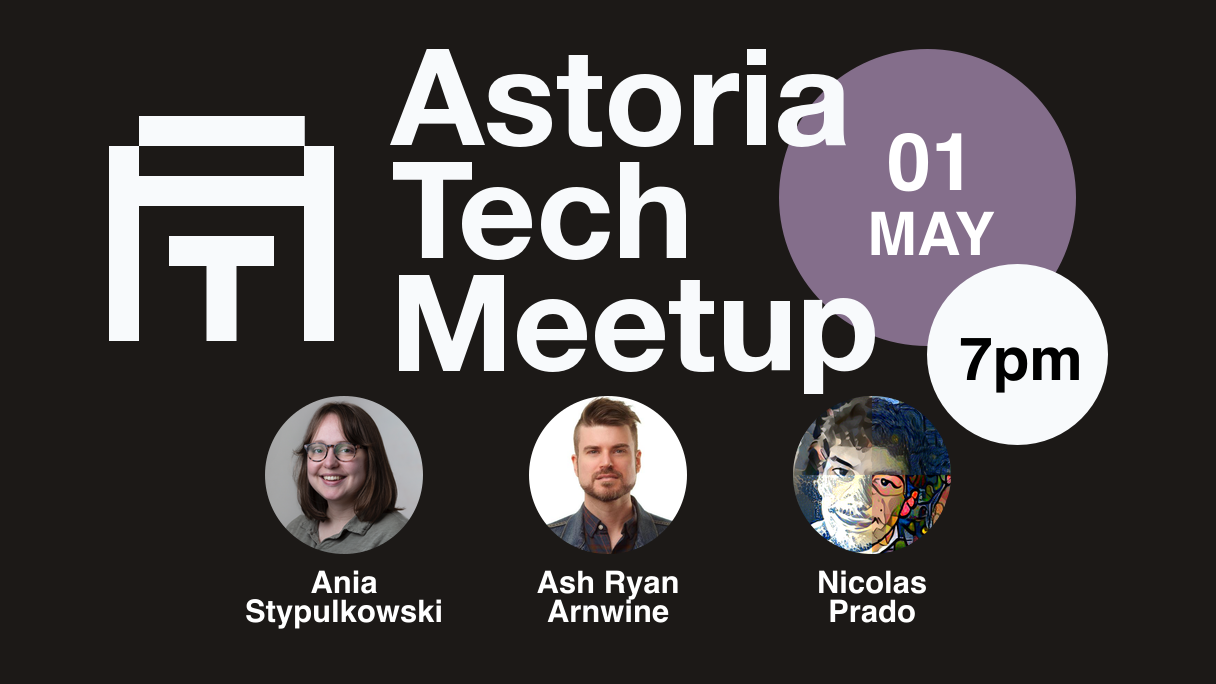 Astoria
Tech
Meetup
01
MAY
7pm
Ania
Stypulkowski
Ash Ryan
Arnwine
Nicolas
Prado